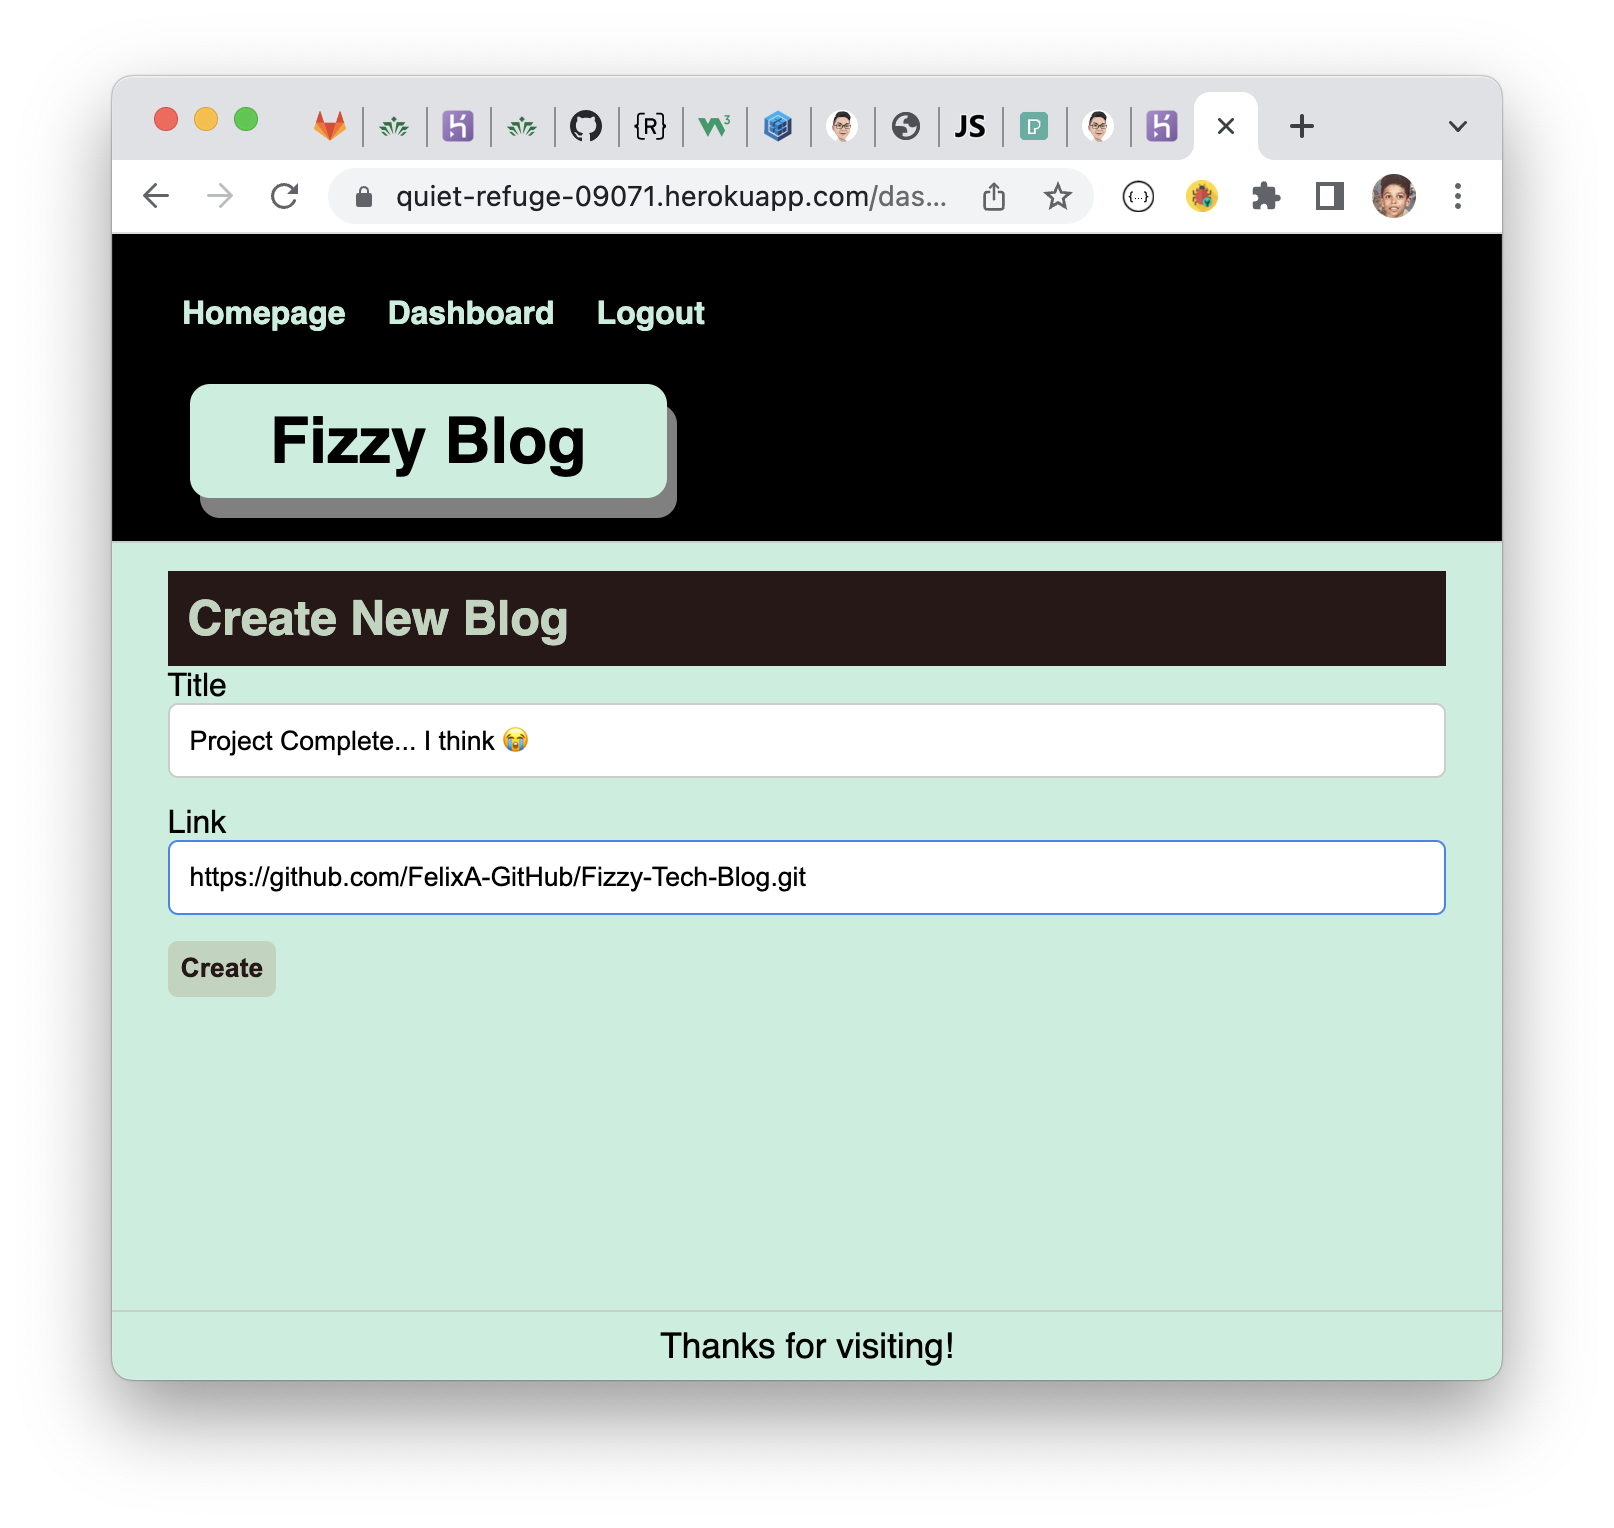 {R} W3 JS P
quiet-refuge-09071.herokuapp.com/das... {...}
Homepage Dashboard Logout
Fizzy Blog
Create New Blog
Title
Project Complete... I think 😭
Link
https://github.com/FelixA-GitHub/Fizzy-Tech-Blog.git
Create
Thanks for visiting!